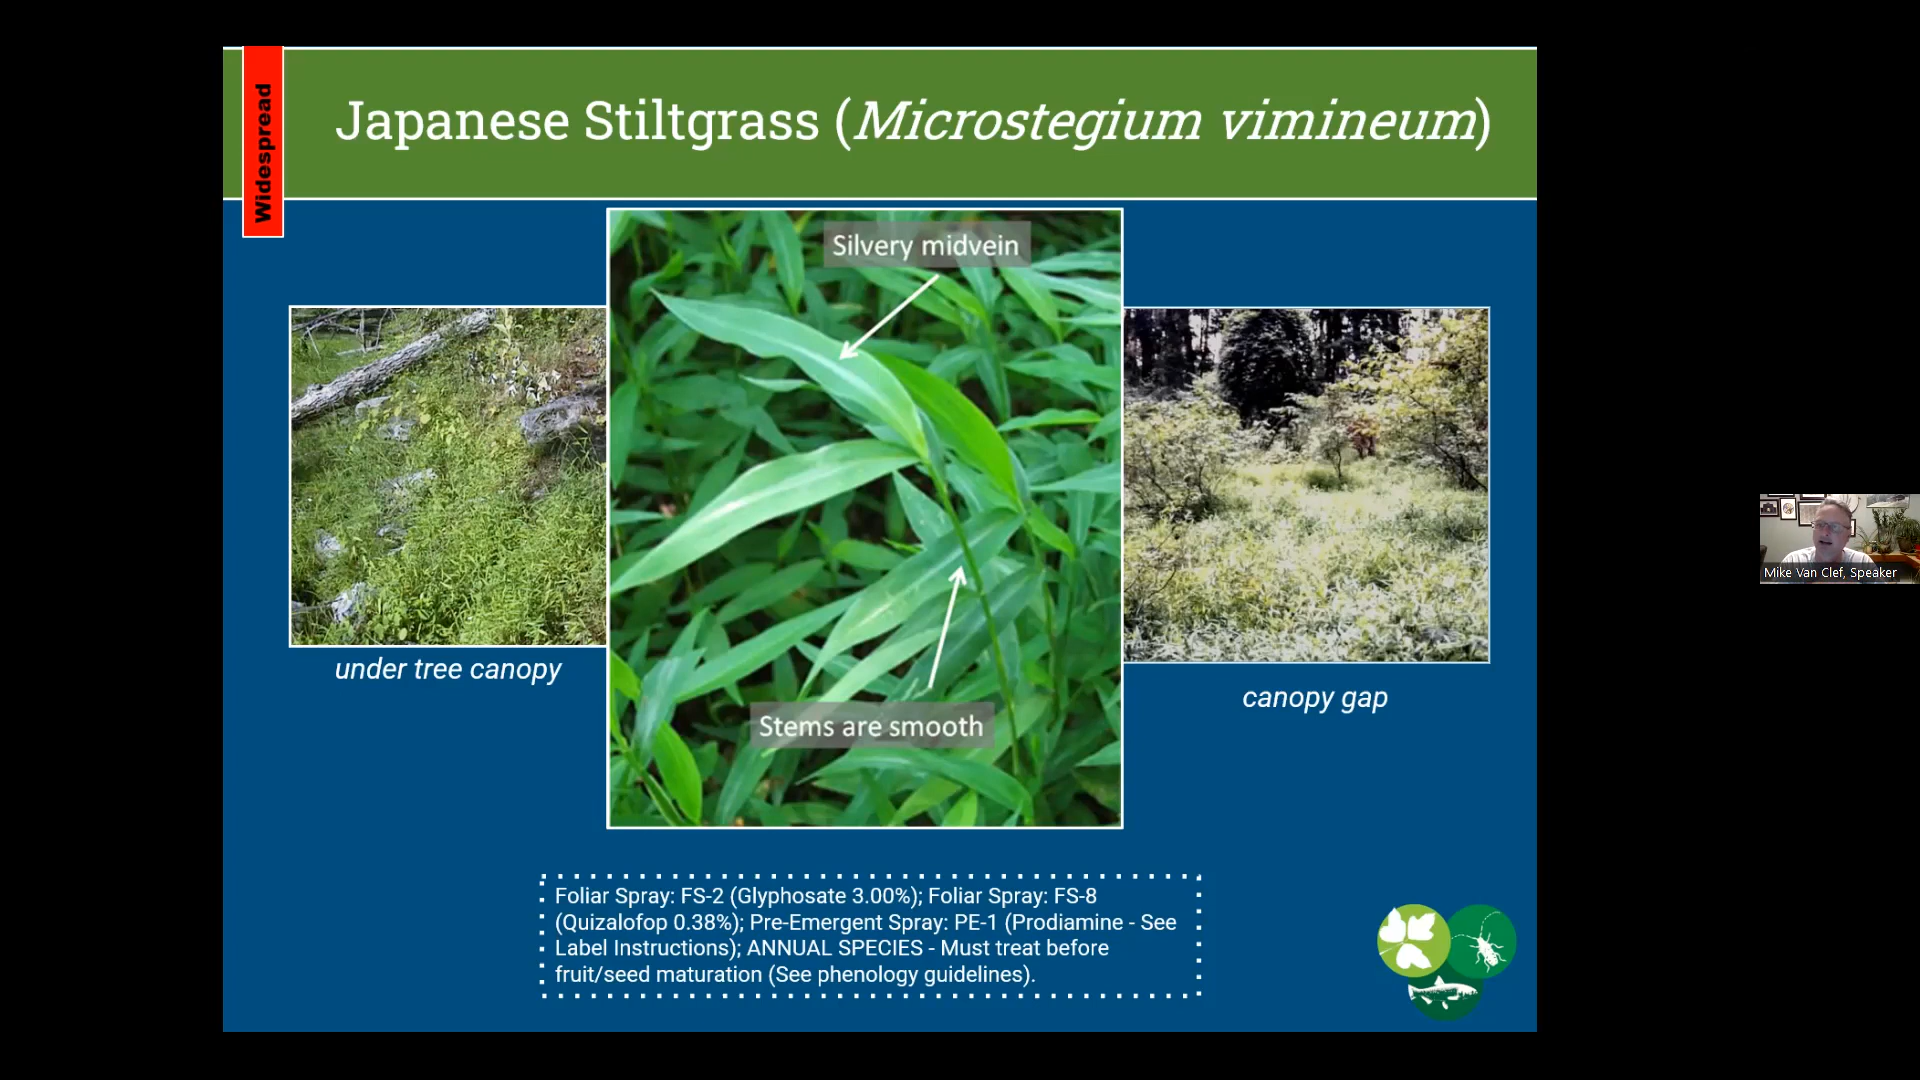 Widespread
Japanese Stiltgrass (Microstegium vimineum)
Silvery midvein
Stems are smooth
under tree canopy
canopy gap
Foliar Spray: FS-2 (Glyphosate 3.00%); Foliar Spray: FS-8
(Quizalofop 0.38%); Pre-Emergent Spray: PE-1 (Prodiamine - See
Label Instructions); ANNUAL SPECIES - Must treat before
fruit/seed maturation (See phenology guidelines).
Mike Van Clef, Speaker